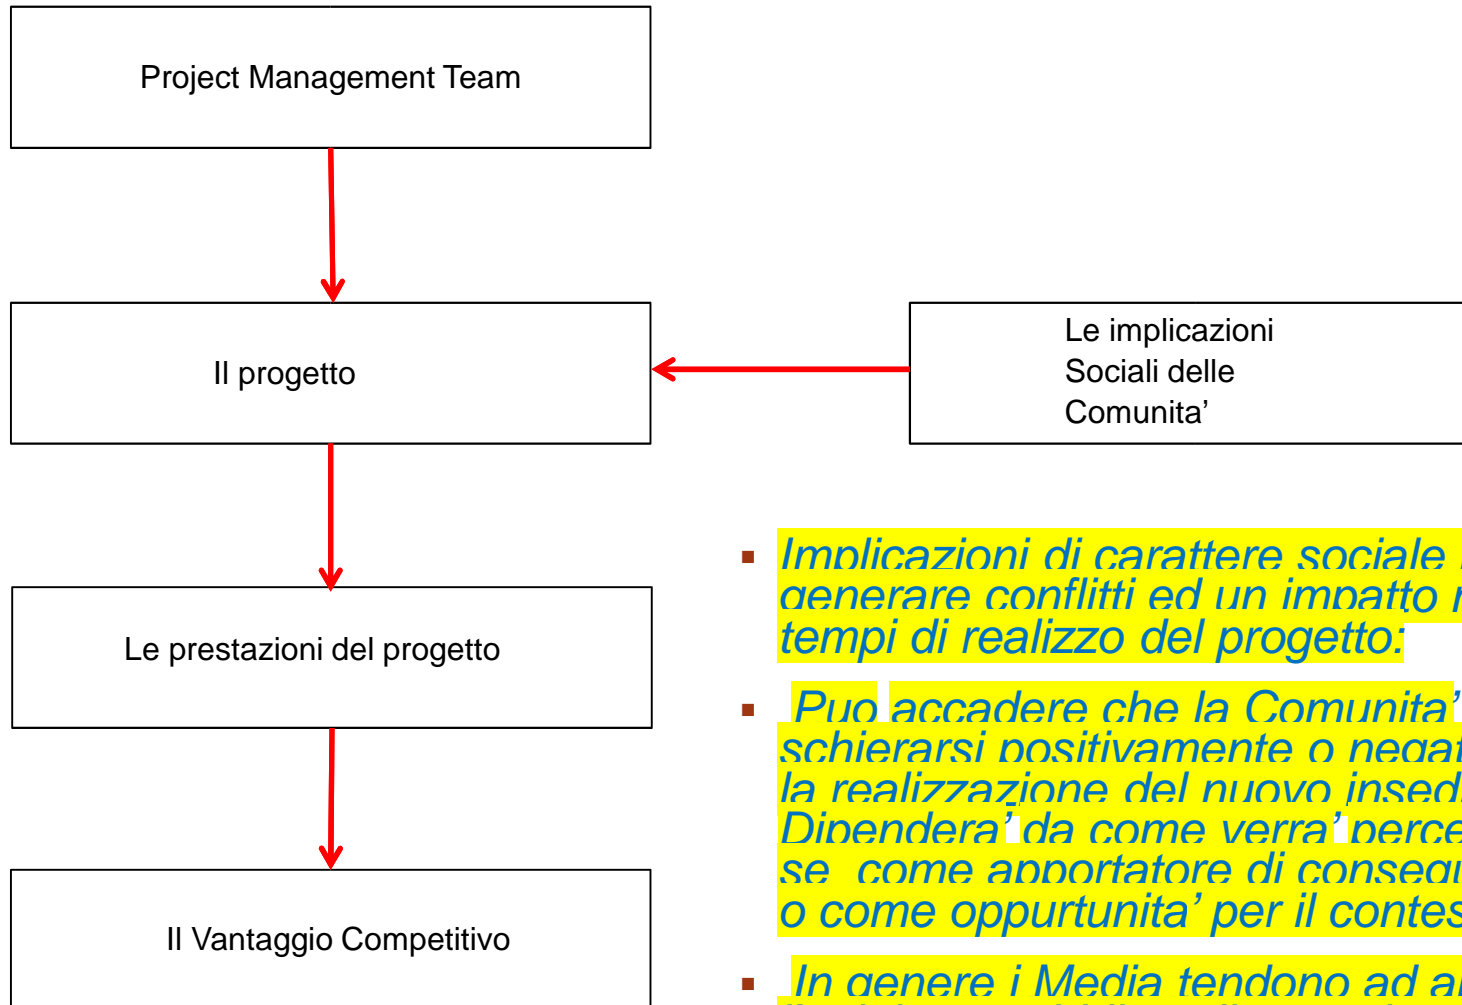 Project Management Team
Il progetto
Le implicazioni
Sociali delle
Comunita’
Le prestazioni del progetto
Il Vantaggio Competitivo
Implicazioni di carattere sociale
generare conflitti ed un impatto
tempi di realizzo del progetto:
Puo accadere che la Comunita’
schierarsi positivamente o
la realizzazione del nuovo
Dipendera’ da come verra’
se come apportatore di
o come oppurtunita’ per il
In genere i Media tendono ad